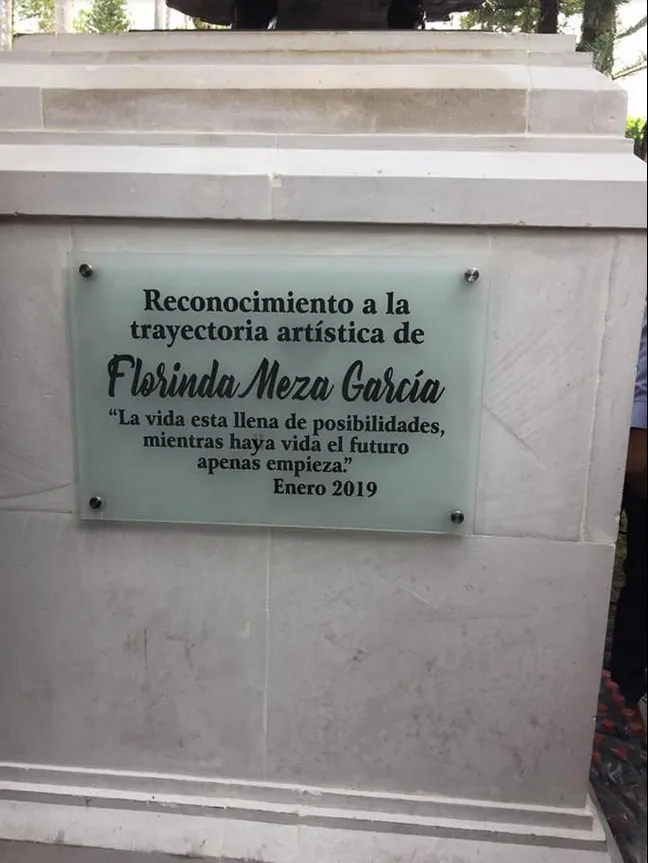 Reconocimiento a la
trayectoria artística de
Florinda Meza García
“La vida esta llena de posibilidades,
mientras haya vida el futuro
apenas empieza.”
Enero 2019